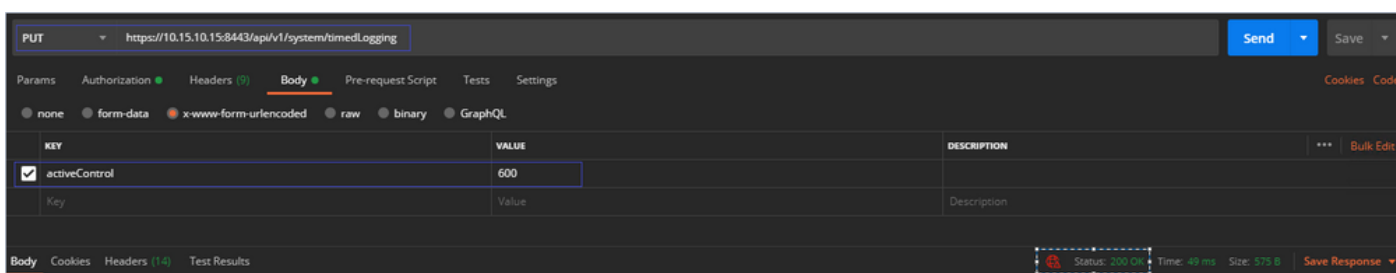 PUT https://10.15.10.15:8443/api/v1/system/timedLogging Send Save
Params Authorization Headers (9) Body Pre-request Script Tests Settings Cookies Code
none form-data x-www-form-urlencoded raw binary GraphQL
KEY VALUE DESCRIPTION ••• Bulk Edit
activeControl 600
Key Value Description
Body Cookies Headers (14) Test Results Status: 200 OK Time: 49 ms Size: 575 B Save Response